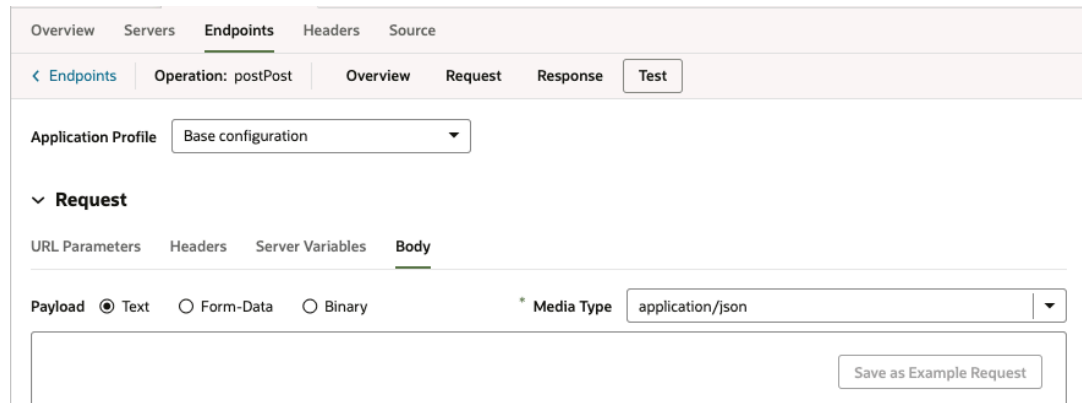 Overview Servers Endpoints Headers Source
Endpoints Operation: postPost Overview Request Response Test
Application Profile Base configuration
Request
URL Parameters Headers Server Variables Body
Payload Text Form-Data Binary * Media Type application/json
Save as Example Request